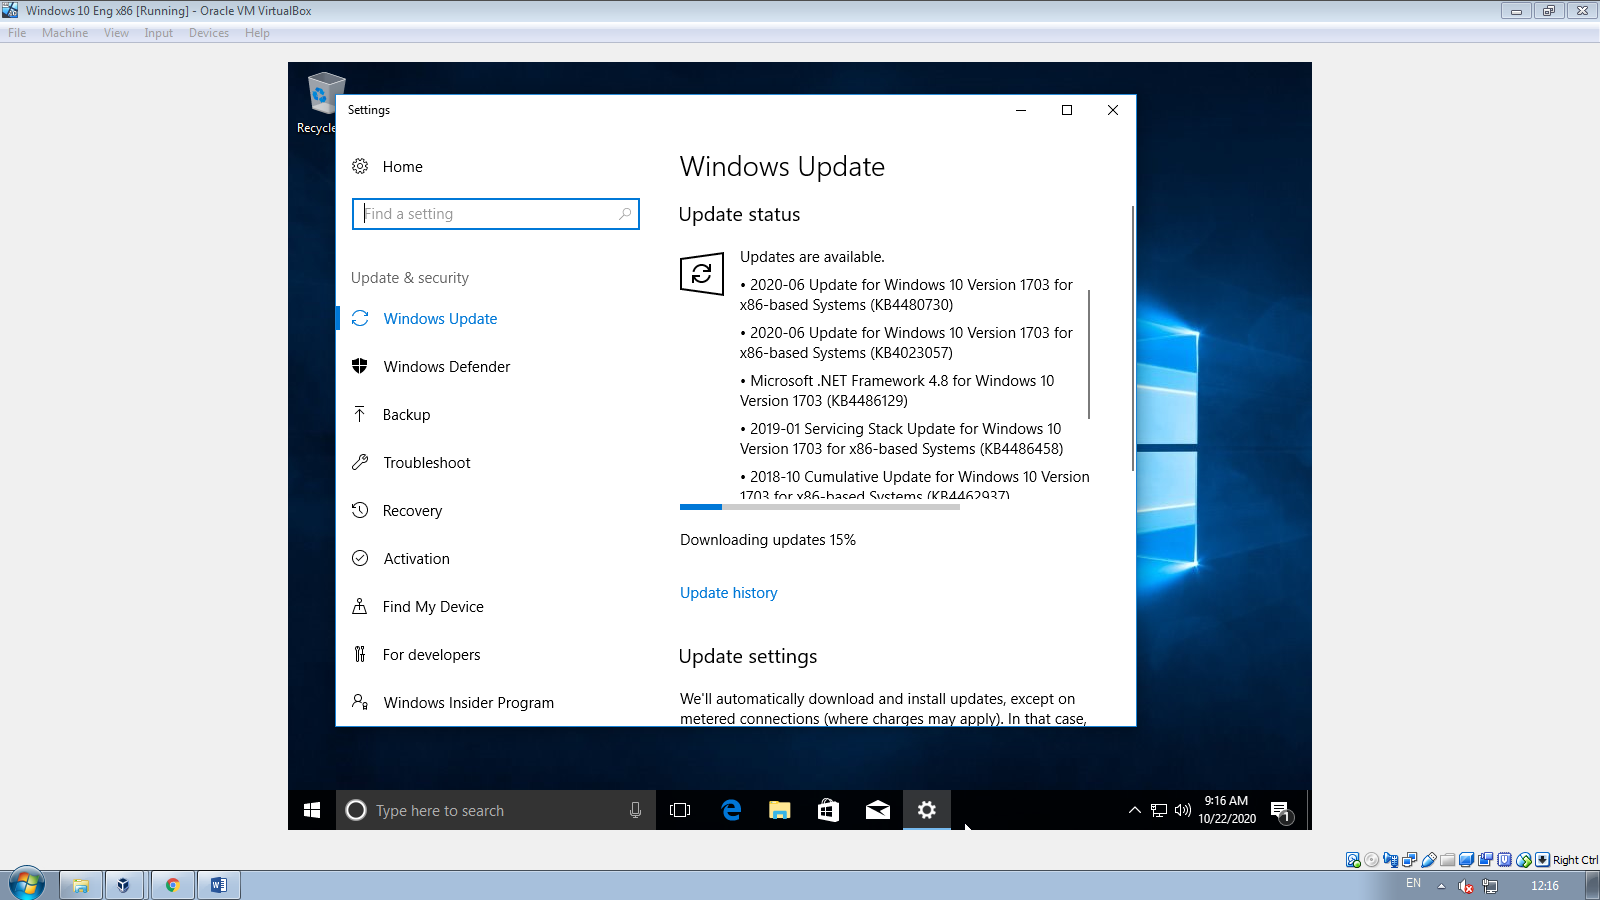 Windows 10 Eng x86 [Running] - Oracle VM VirtualBox
File Machine View Input Devices Help
Recycle
Settings
Home
Find a setting
Update & security
Windows Update
Windows Defender
Backup
Troubleshoot
Recovery
Activation
Find My Device
For developers
Windows Insider Program
Windows Update
Update status
Updates are available.
• 2020-06 Update for Windows 10 Version 1703 for
x86-based Systems (KB4480730)
• 2020-06 Update for Windows 10 Version 1703 for
x86-based Systems (KB4023057)
• Microsoft .NET Framework 4.8 for Windows 10
Version 1703 (KB4486129)
• 2019-01 Servicing Stack Update for Windows 10
Version 1703 for x86-based Systems (KB4486458)
• 2018-10 Cumulative Update for Windows 10 Version
1703 for x86-based Systems (KB4462937)
Downloading updates 15%
Update history
Update settings
We'll automatically download and install updates, except on
metered connections (where charges may apply). In that case,
Type here to search
9:16 AM
10/22/2020
1
Right Ctrl
EN
12:16